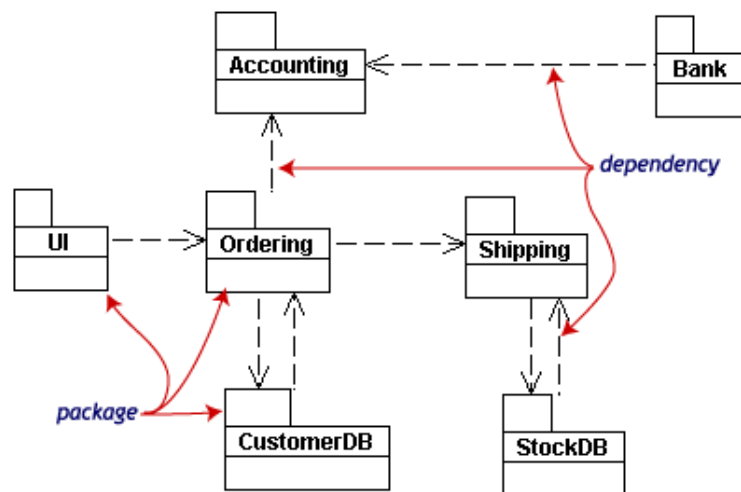 Accounting
Bank
dependency
UI
Ordering
Shipping
package
CustomerDB
StockDB